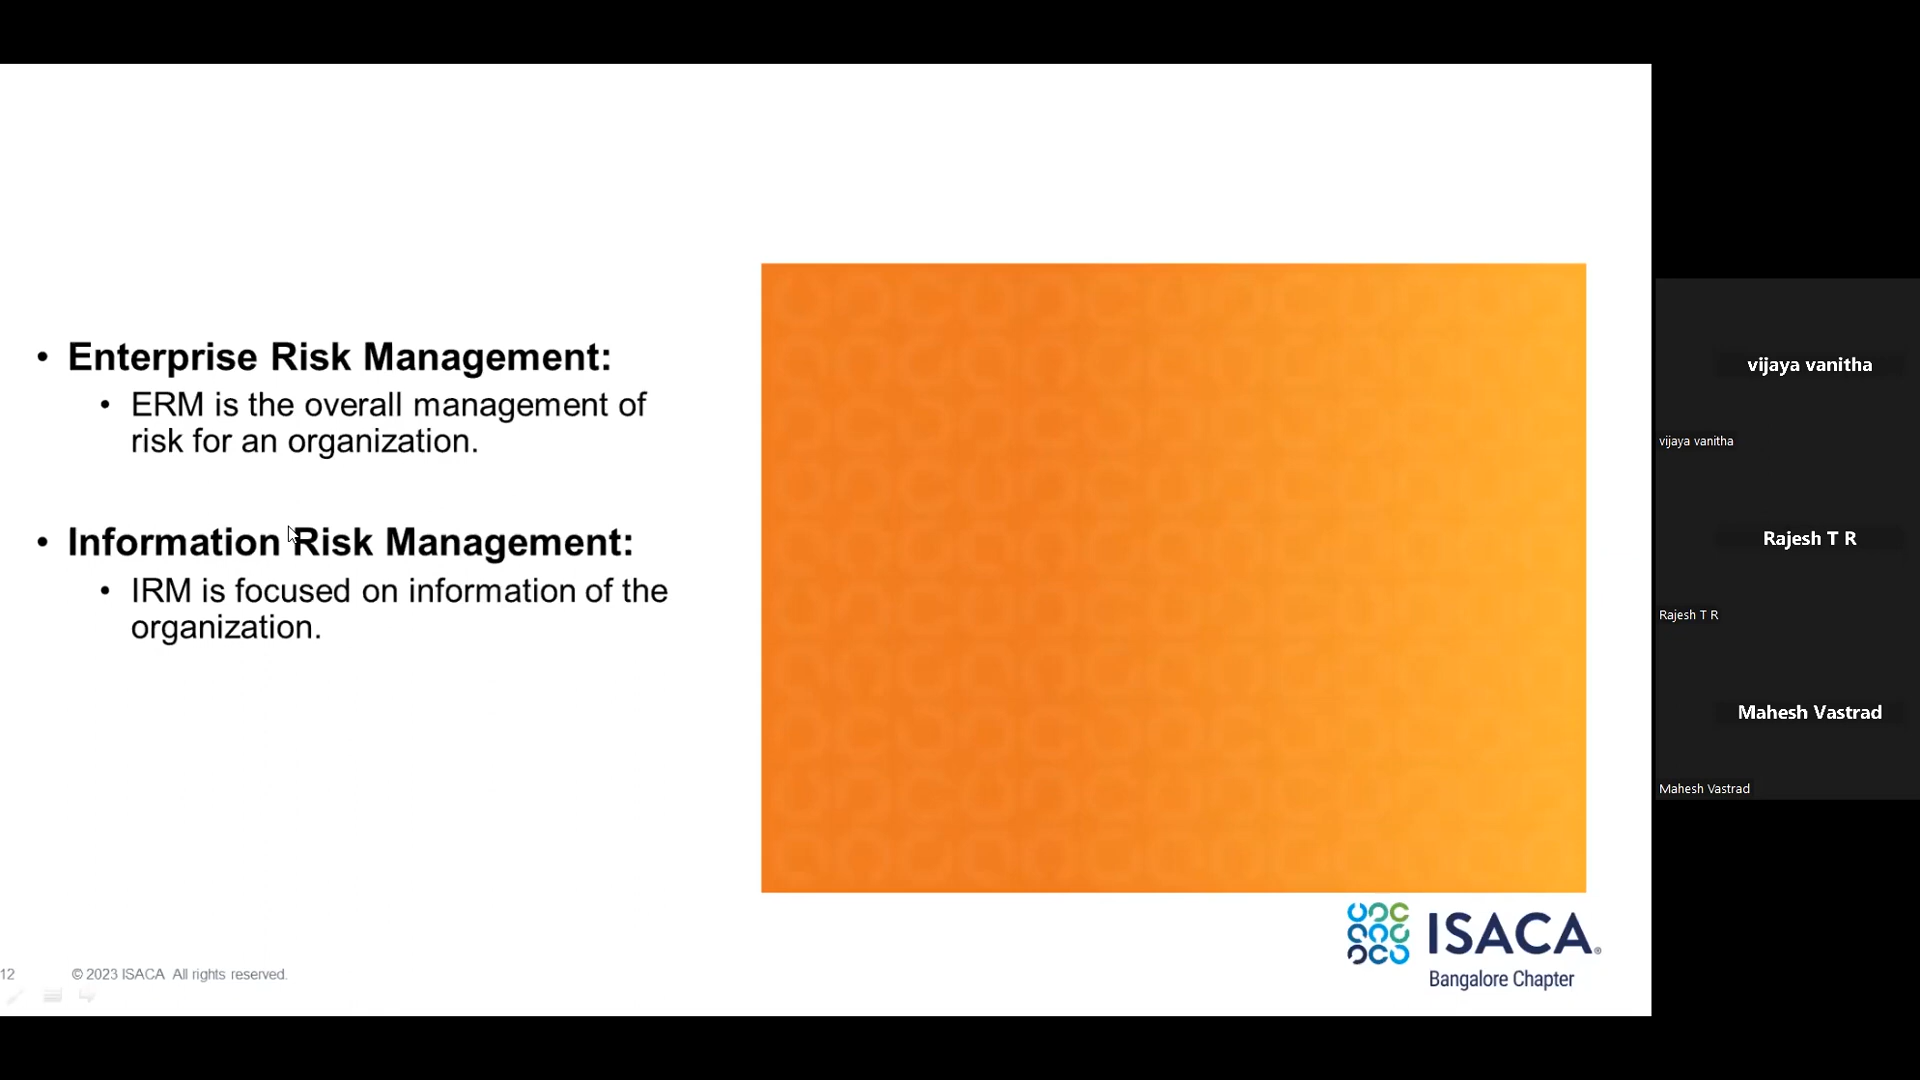 • Enterprise Risk Management:
• ERM is the overall management of
risk for an organization.
• Information Risk Management:
• IRM is focused on information of the
organization.
12 © 2023 ISACA All rights reserved.
ISACA®
Bangalore Chapter
vijaya vanitha
vijaya vanitha
Rajesh T R
Rajesh T R
Mahesh Vastrad
Mahesh Vastrad